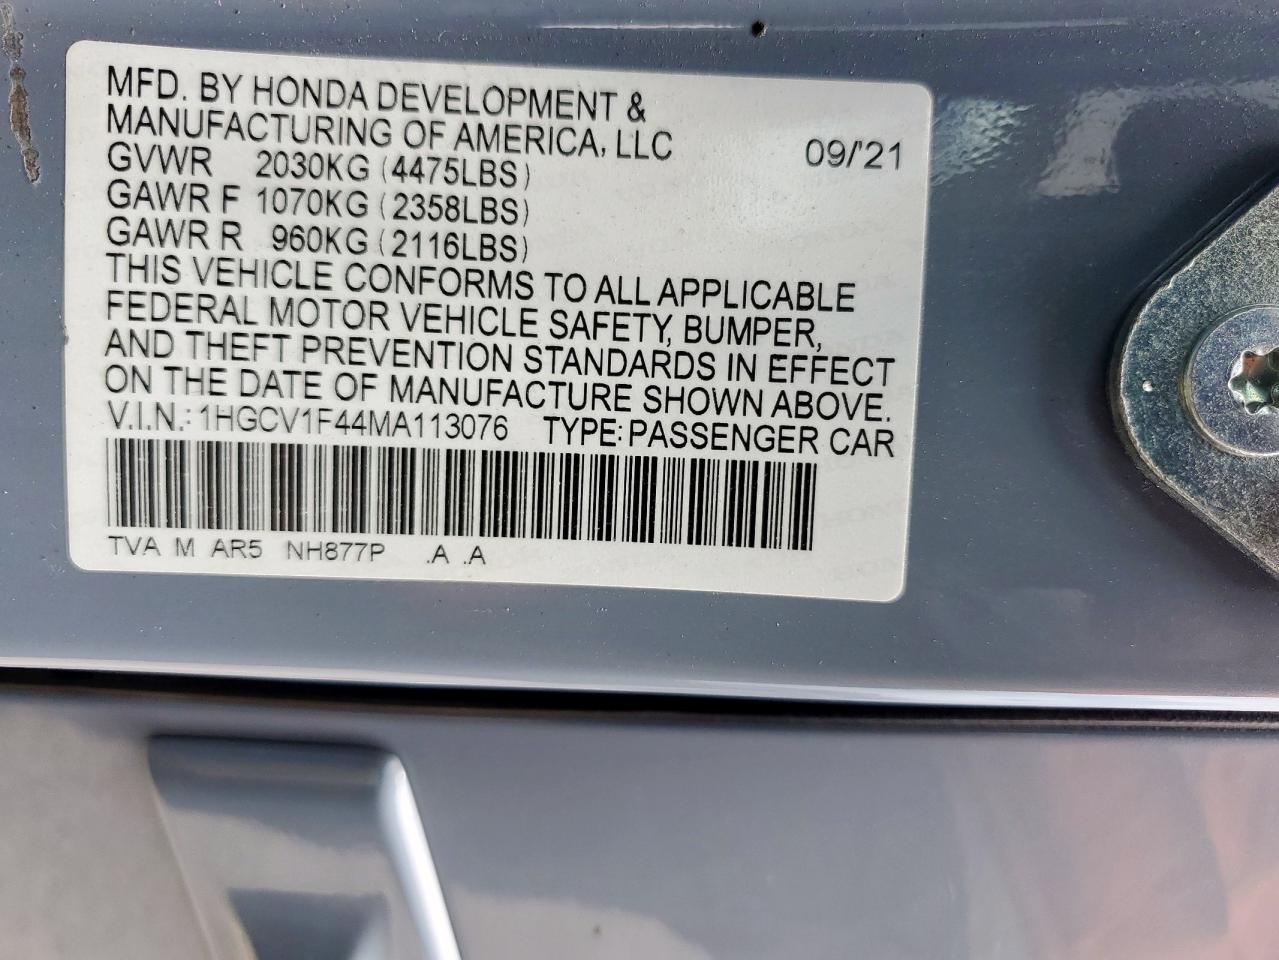 MFD. BY HONDA DEVELOPMENT &
MANUFACTURING OF AMERICA, LLC 09/'21
GVWR 2030KG (4475LBS)
GAWR F 1070KG (2358LBS)
GAWR R 960KG (2116LBS)
THIS VEHICLE CONFORMS TO ALL APPLICABLE
FEDERAL MOTOR VEHICLE SAFETY, BUMPER,
AND THEFT PREVENTION STANDARDS IN EFFECT
ON THE DATE OF MANUFACTURE SHOWN ABOVE.
V.I.N.: 1HGCV1F44MA113076 TYPE: PASSENGER CAR
TVA M AR5 NH877P .A .A